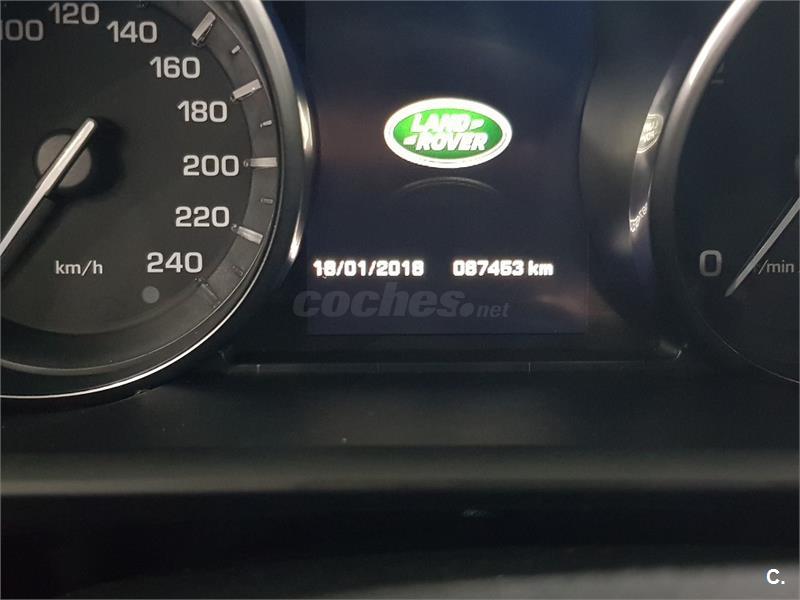 100
120
140
160
180
200
220
240
km/h
LAND
ROVER
18/01/2018 087453 km
coches.net
0
/min
C.